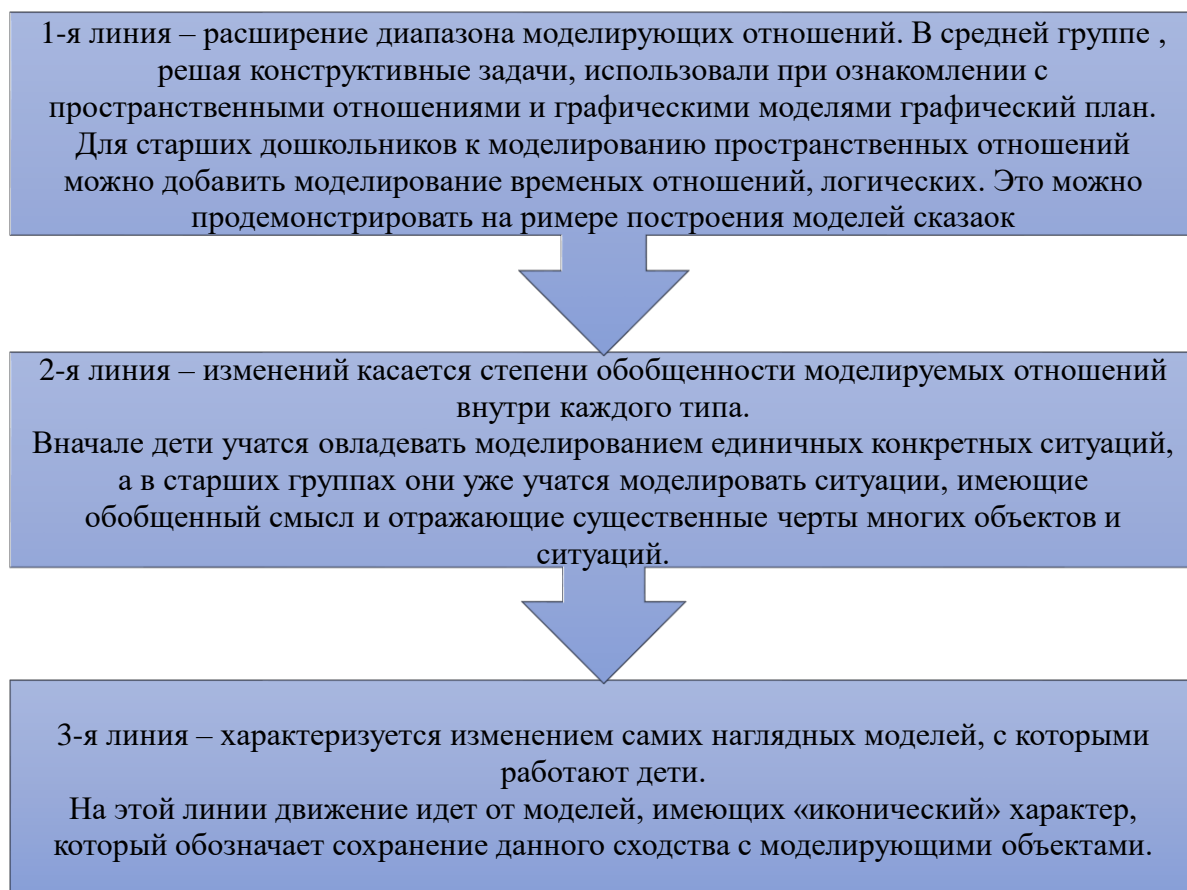 1-я линия – расширение диапазона моделирующих отношений. В средней группе ,
решая конструктивные задачи, использовали при ознакомлении с
пространственными отношениями и графическими моделями графический план.
Для старших дошкольников к моделированию пространственных отношений
можно добавить моделирование временых отношений, логических. Это можно
продемонстрировать на римере построения моделей сказаок
2-я линия – изменений касается степени обобщенности моделируемых отношений
внутри каждого типа.
Вначале дети учатся овладевать моделированием единичных конкретных ситуаций,
а в старших группах они уже учатся моделировать ситуации, имеющие
обобщенный смысл и отражающие существенные черты многих объектов и
ситуаций.
3-я линия – характеризуется изменением самих наглядных моделей, с которыми
работают дети.
На этой линии движение идет от моделей, имеющих «иконический» характер,
который обозначает сохранение данного сходства с моделирующими объектами.